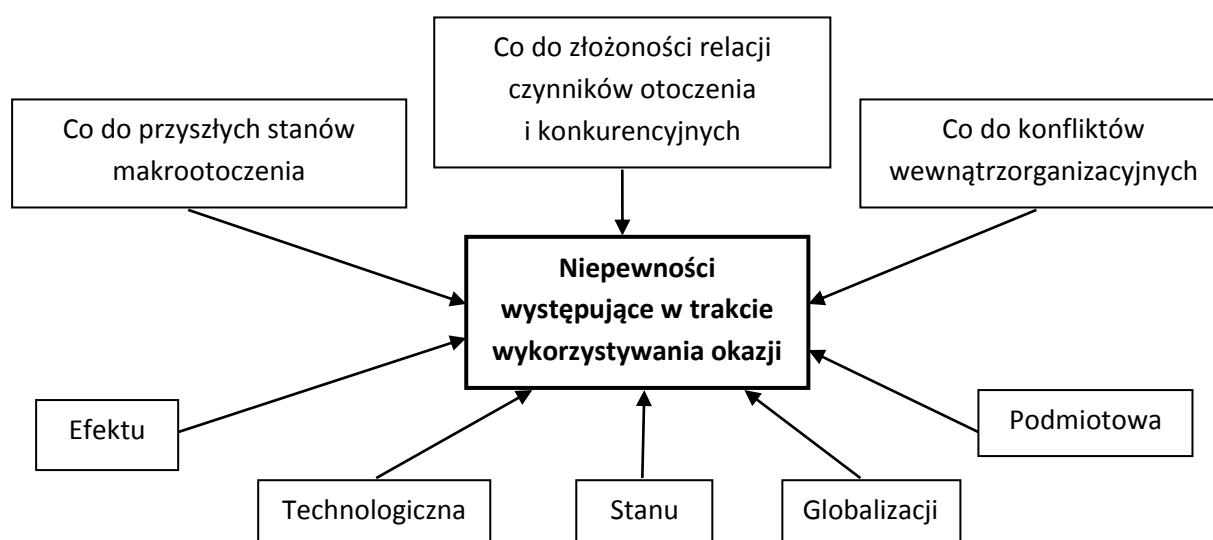 Co do złożoności relacji
czynników otoczenia
i konkurencyjnych
Co do przyszłych stanów
makrootoczenia
Co do konfliktów
wewnątrzorganizacyjnych
Niepewności
występujące w trakcie
wykorzystywania okazji
Efektu
Podmiotowa
Technologiczna
Stanu
Globalizacji